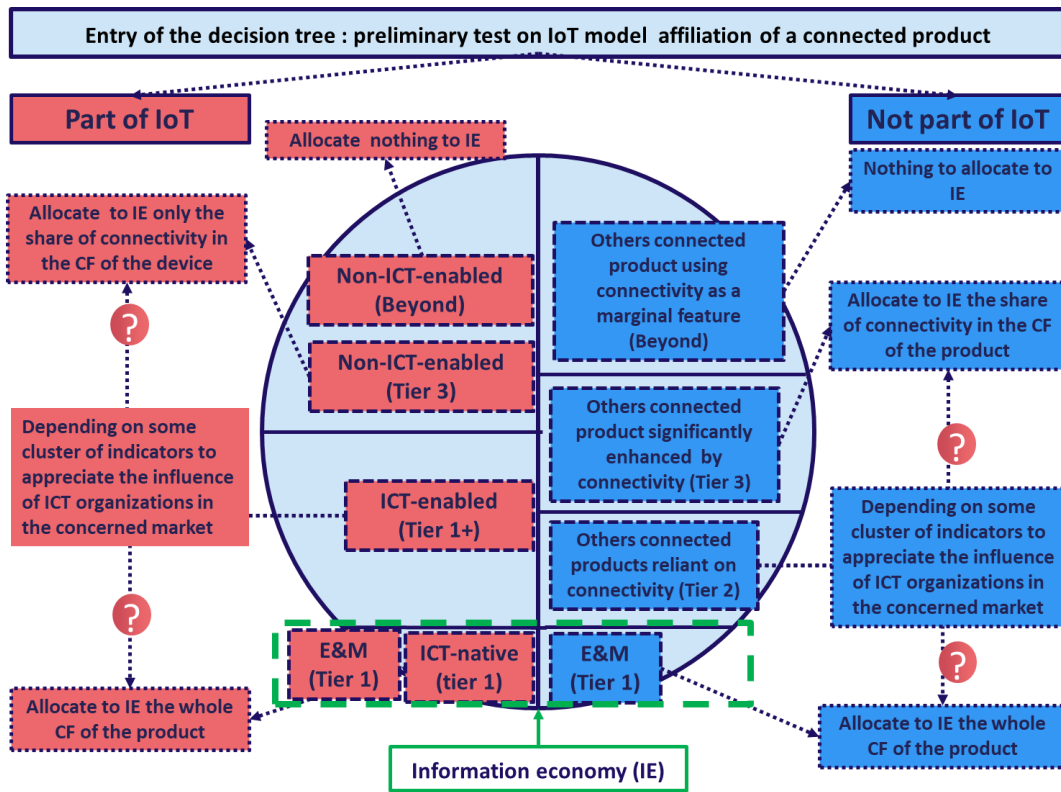 Entry of the decision tree : preliminary test on IoT model affiliation of a connected product
Part of IoT
Not part of IoT
Allocate nothing to IE
Nothing to allocate to
IE
Allocate to IE only the
share of connectivity in
the CF of the device
Non-ICT-enabled
(Beyond)
Others connected
product using
connectivity as a
marginal feature
(Beyond)
Allocate to IE the share
of connectivity in the CF
of the product
?
Non-ICT-enabled
(Tier 3)
Others connected
product significantly
enhanced by
connectivity (Tier 3)
?
Depending on some
cluster of indicators to
appreciate the influence
of ICT organizations in
the concerned market
ICT-enabled
(Tier 1+)
Others connected
products reliant on
connectivity (Tier 2)
Depending on some
cluster of indicators to
appreciate the influence
of ICT organizations in
the concerned market
?
E&M
(Tier 1)
ICT-native
(tier 1)
E&M
(Tier 1)
?
Allocate to IE the whole
CF of the product
Allocate to IE the whole
CF of the product
Information economy (IE)